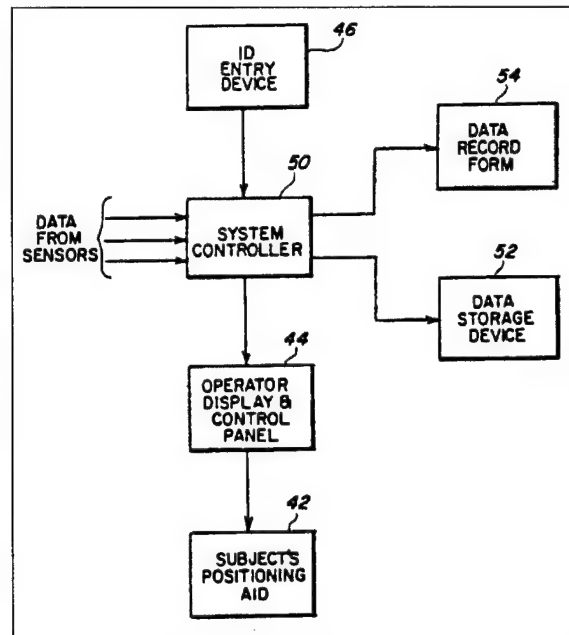 46
ID
ENTRY
DEVICE
54
DATA
RECORD
FORM
50
DATA
FROM
SENSORS
SYSTEM
CONTROLLER
52
DATA
STORAGE
DEVICE
44
OPERATOR
DISPLAY &
CONTROL
PANEL
42
SUBJECT'S
POSITIONING
AID